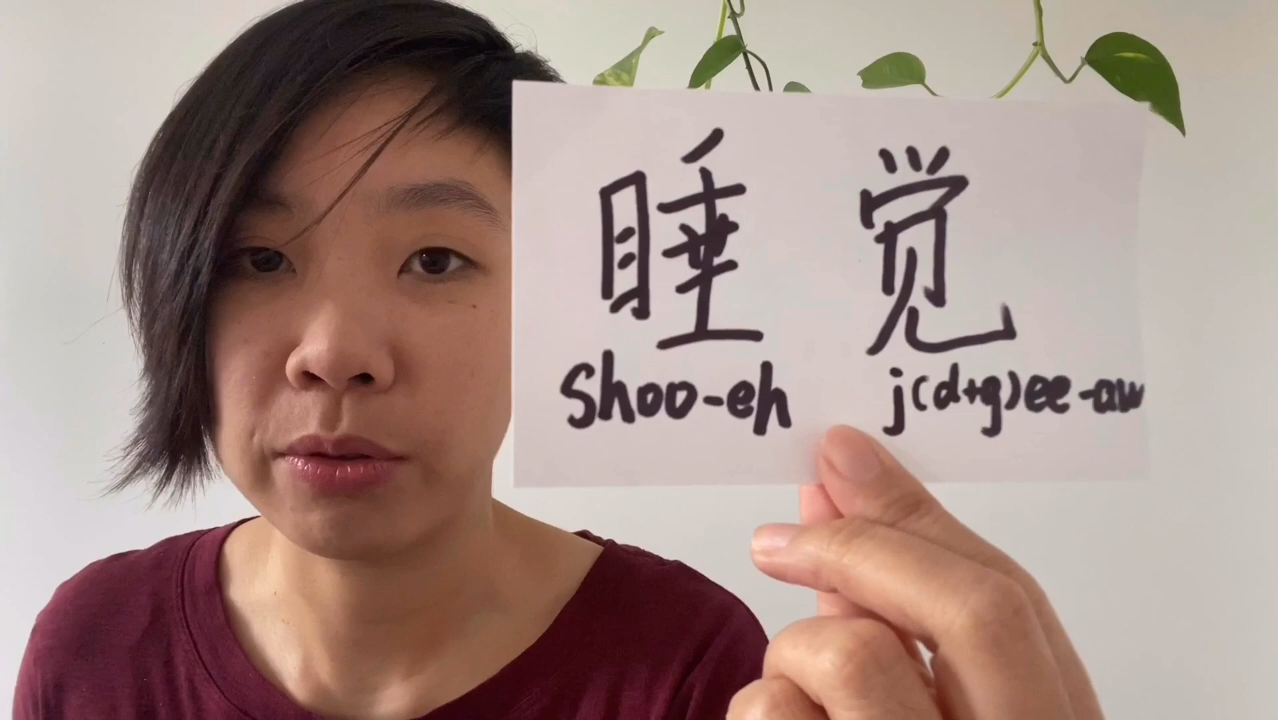 睡 觉
shoo-eh j(d+g)ee-aw